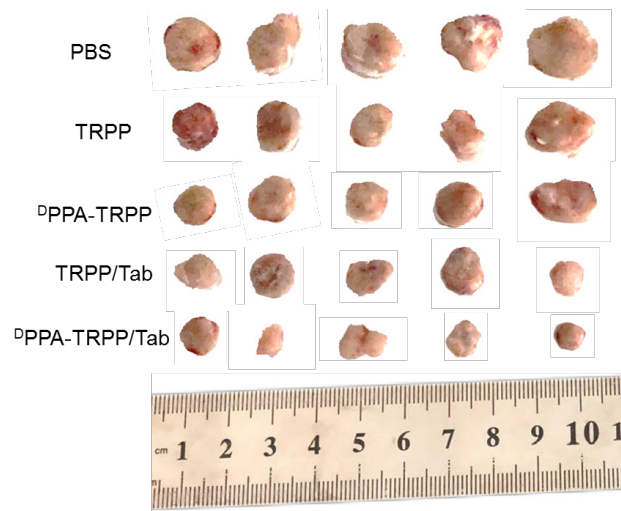 PBS
TRPP
ᴰPPA-TRPP
TRPP/Tab
ᴰPPA-TRPP/Tab
cm 1 2 3 4 5 6 7 8 9 10 1